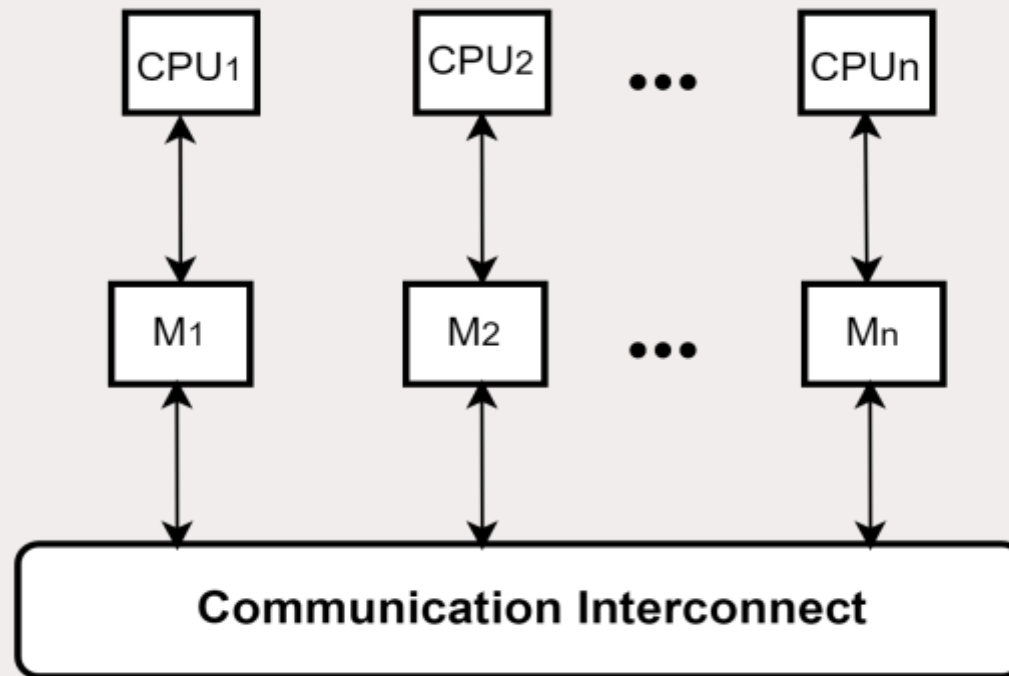 CPU1 CPU2 ••• CPUn
M1 M2 ••• Mn
Communication Interconnect